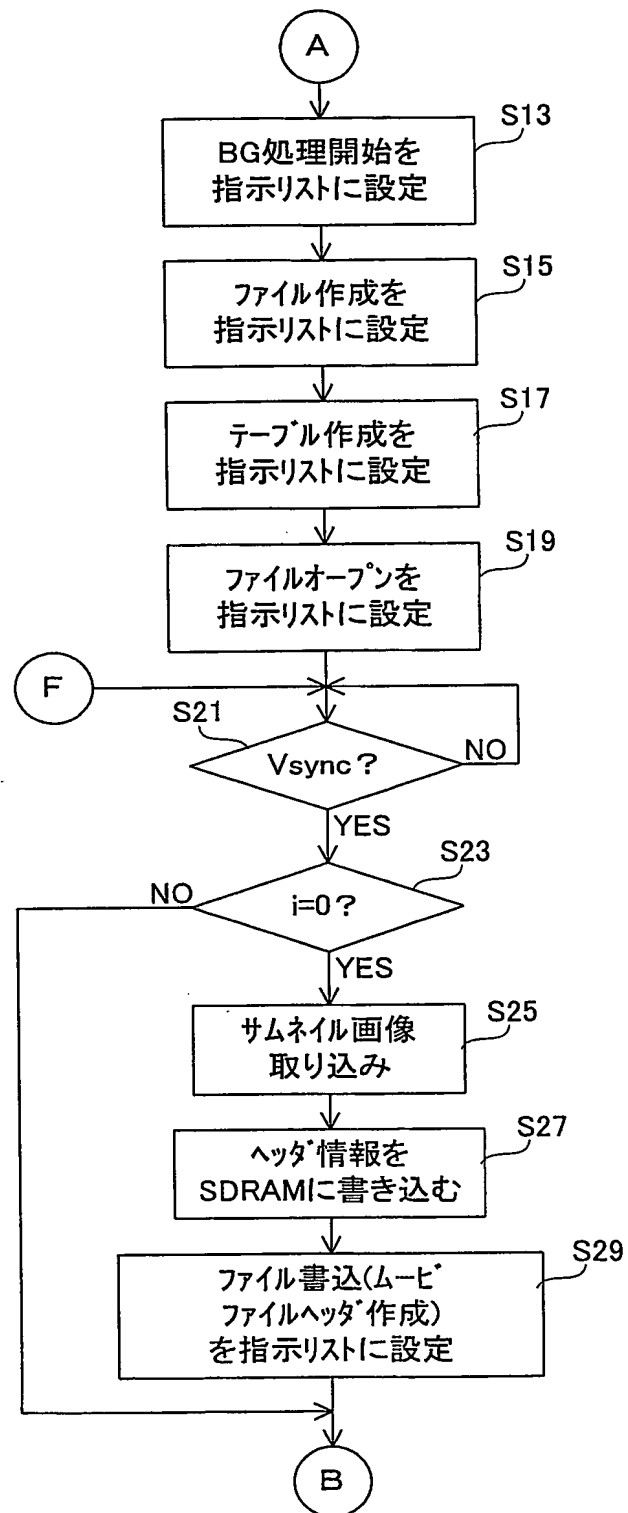 A
S13
BG処理開始を
指示リストに設定
S15
ファイル作成を
指示リストに設定
S17
テーブル作成を
指示リストに設定
S19
ファイルオープンを
指示リストに設定
F
S21
Vsync?
NO
YES
S23
NO
i=0?
YES
S25
サムネイル画像
取り込み
S27
ヘッダ情報を
SDRAMに書き込む
S29
ファイル書込(ムービ
ファイルヘッダ作成)
を指示リストに設定
B